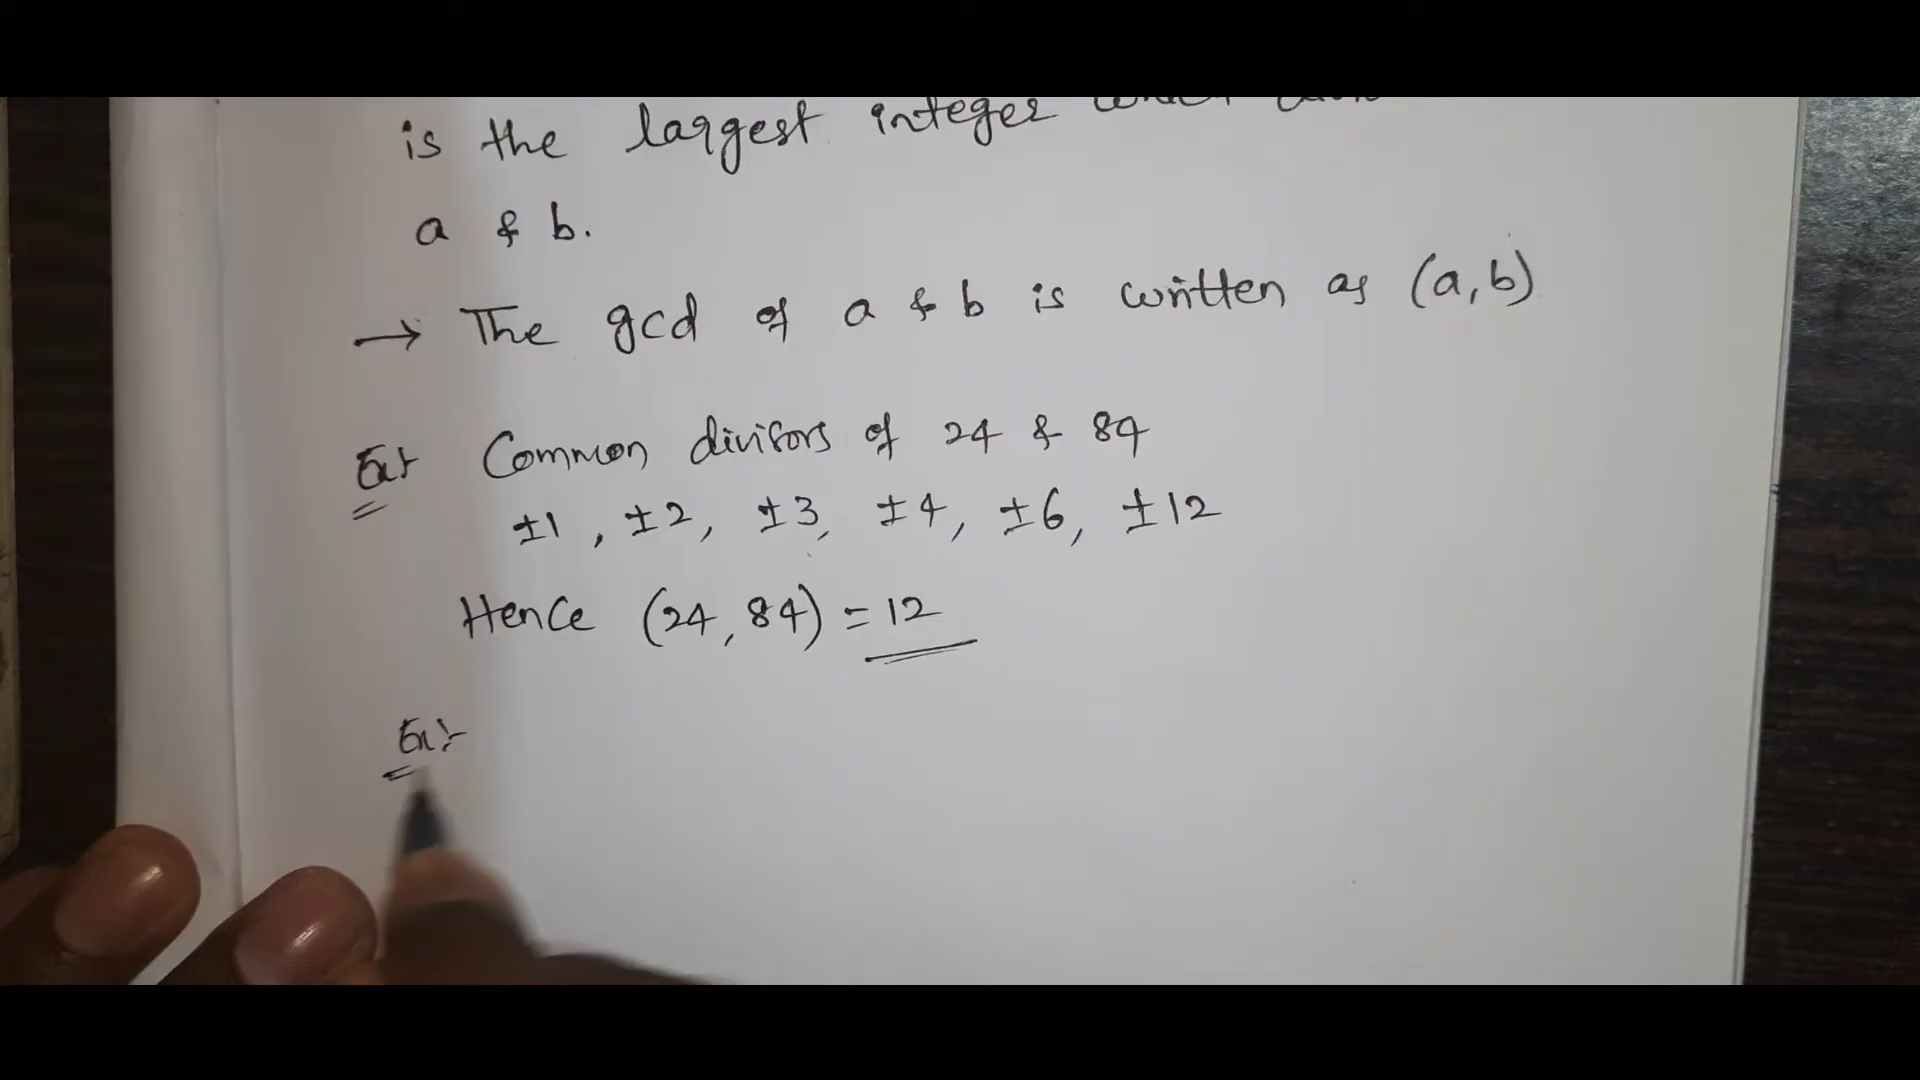 is the largest integer
a & b.
→ The gcd of a & b is written as (a,b)
Ex:- Common divisors of 24 & 84
±1, ±2, ±3, ±4, ±6, ±12
Hence (24,84) = 12
Ex:-